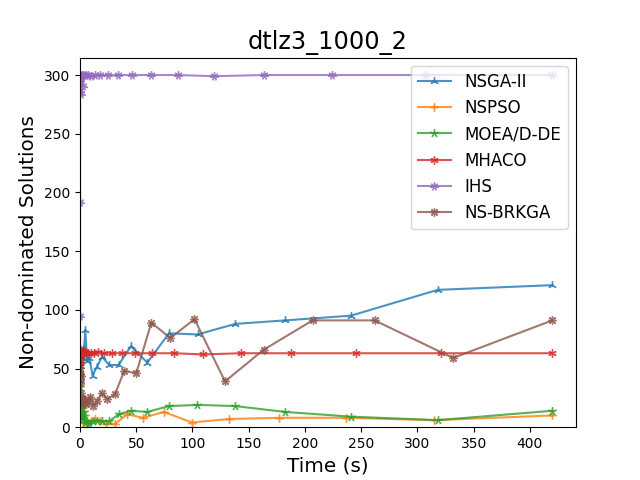 dtlz3_1000_2
Non-dominated Solutions
300
250
200
150
100
50
0
0 50 100 150 200 250 300 350 400
Time (s)
NSGA-II
NSPSO
MOEA/D-DE
MHACO
IHS
NS-BRKGA